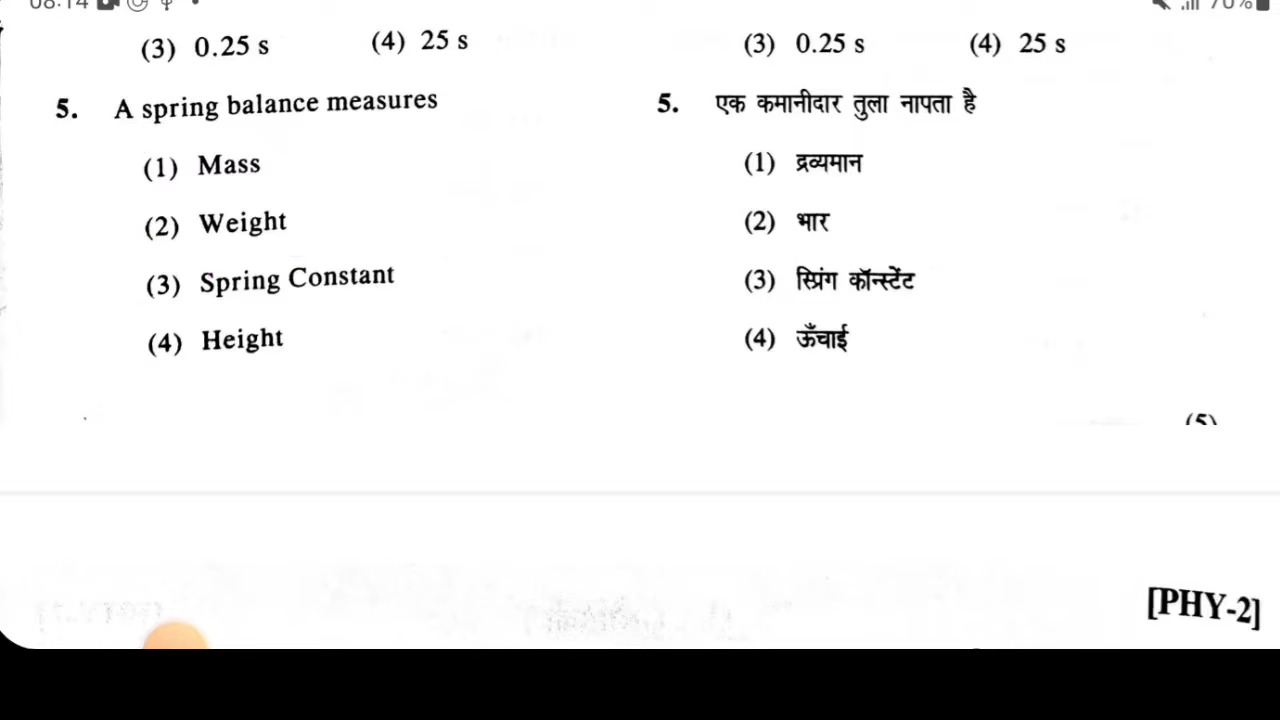 (3) 0.25 s (4) 25 s
5. A spring balance measures
(1) Mass
(2) Weight
(3) Spring Constant
(4) Height
(3) 0.25 s (4) 25 s
5. एक कमानीदार तुला नापता है
(1) द्रव्यमान
(2) भार
(3) स्प्रिंग कॉन्स्टेंट
(4) ऊँचाई
(5)
[PHY-2]